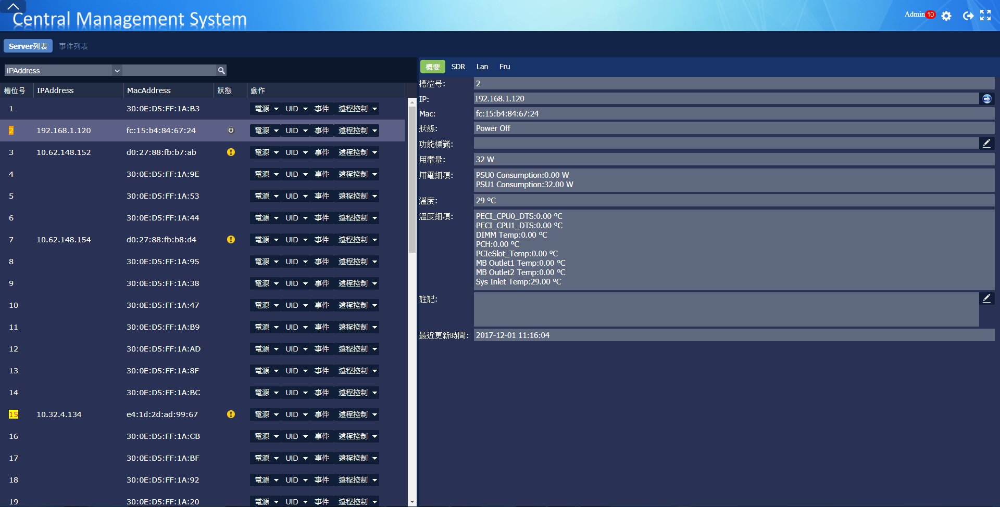 Central Management System
Admin 10
Server列表 事件列表
IPAddress
槽位号 IPAddress MacAddress 狀態 動作
1 30:0E:D5:FF:1A:B3 電源 UID 事件 遠程控制
2 192.168.1.120 fc:15:b4:84:67:24 電源 UID 事件 遠程控制
3 10.62.148.152 d0:27:88:fb:b7:ab 電源 UID 事件 遠程控制
4 30:0E:D5:FF:1A:9E 電源 UID 事件 遠程控制
5 30:0E:D5:FF:1A:53 電源 UID 事件 遠程控制
6 30:0E:D5:FF:1A:44 電源 UID 事件 遠程控制
7 10.62.148.154 d0:27:88:fb:b8:d4 電源 UID 事件 遠程控制
8 30:0E:D5:FF:1A:95 電源 UID 事件 遠程控制
9 30:0E:D5:FF:1A:38 電源 UID 事件 遠程控制
10 30:0E:D5:FF:1A:47 電源 UID 事件 遠程控制
11 30:0E:D5:FF:1A:B9 電源 UID 事件 遠程控制
12 30:0E:D5:FF:1A:AD 電源 UID 事件 遠程控制
13 30:0E:D5:FF:1A:8F 電源 UID 事件 遠程控制
14 30:0E:D5:FF:1A:BC 電源 UID 事件 遠程控制
15 10.32.4.134 e4:1d:2d:ad:99:67 電源 UID 事件 遠程控制
16 30:0E:D5:FF:1A:CB 電源 UID 事件 遠程控制
17 30:0E:D5:FF:1A:BF 電源 UID 事件 遠程控制
18 30:0E:D5:FF:1A:92 電源 UID 事件 遠程控制
19 30:0E:D5:FF:1A:20 電源 UID 事件 遠程控制
概要 SDR Lan Fru
槽位号: 2
IP: 192.168.1.120
Mac: fc:15:b4:84:67:24
狀態: Power Off
功能標籤:
用電量: 32 W
用電細項: PSU0 Consumption:0.00 W
PSU1 Consumption:32.00 W
溫度: 29 ºC
溫度細項: PECI_CPU0_DTS:0.00 ºC
PECI_CPU1_DTS:0.00 ºC
DIMM Temp:0.00 ºC
PCH:0.00 ºC
PCIeSlot_Temp:0.00 ºC
MB Outlet1 Temp:0.00 ºC
MB Outlet2 Temp:0.00 ºC
Sys Inlet Temp:29.00 ºC
註記:
最近更新時間: 2017-12-01 11:16:04